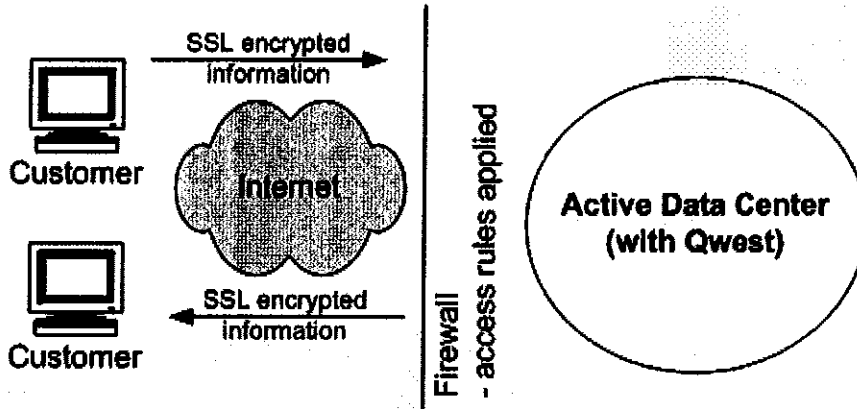 SSL encrypted
information
Customer
Internet
SSL encrypted
information
Customer
Firewall
- access rules applied
Active Data Center
(with Qwest)